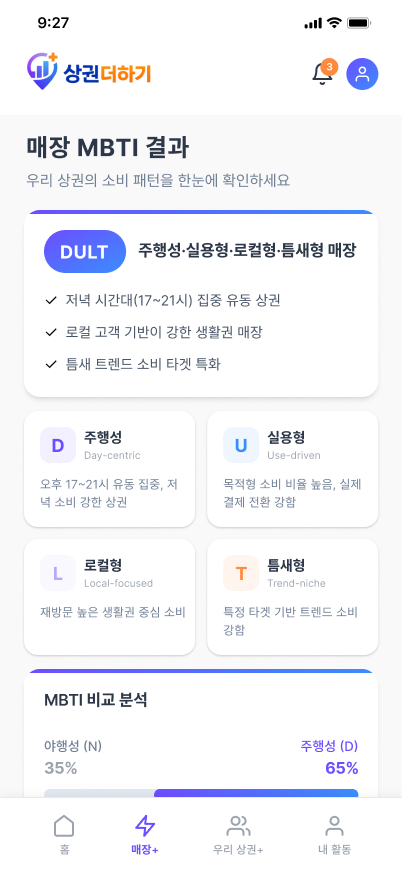 9:27
상권더하기
3
매장 MBTI 결과
우리 상권의 소비 패턴을 한눈에 확인하세요
DULT
주행성·실용형·로컬형·틈새형 매장
저녁 시간대(17~21시) 집중 유동 상권
로컬 고객 기반이 강한 생활권 매장
틈새 트렌드 소비 타겟 특화
D
주행성
Day-centric
오후 17~21시 유동 집중, 저
녁 소비 강한 상권
U
실용형
Use-driven
목적형 소비 비율 높음, 실제
결제 전환 강함
L
로컬형
Local-focused
재방문 높은 생활권 중심 소비
T
틈새형
Trend-niche
특정 타겟 기반 트렌드 소비
강함
MBTI 비교 분석
야행성 (N)
주행성 (D)
35%
65%
홈
매장+
우리 상권+
내 활동